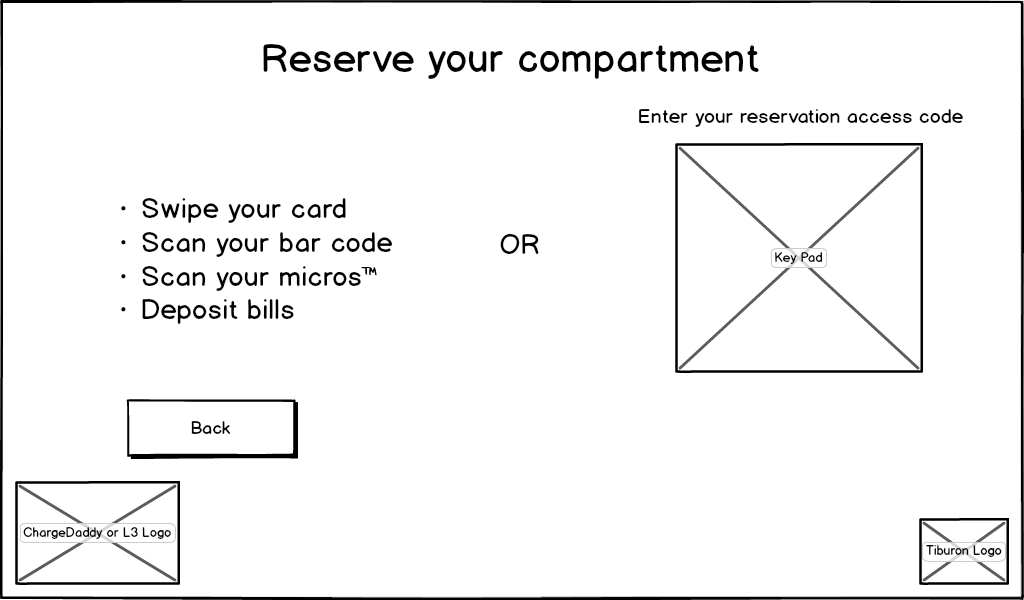 Reserve your compartment
Enter your reservation access code
· Swipe your card
· Scan your bar code
· Scan your micros™
· Deposit bills
OR
Key Pad
Back
ChargeDaddy or L3 Logo
Tiburon Logo